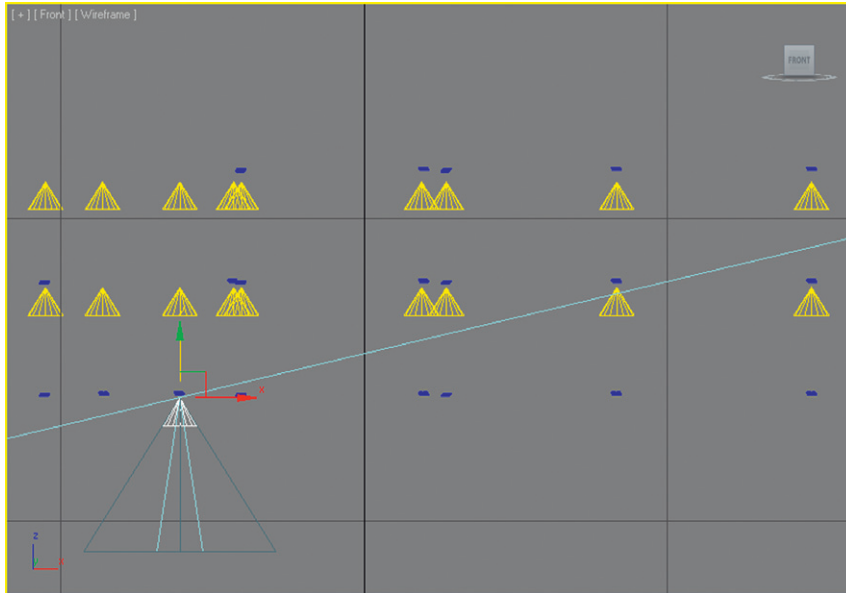 [ + ] [ Front ] [ Wireframe ]
FRONT
x
z
x